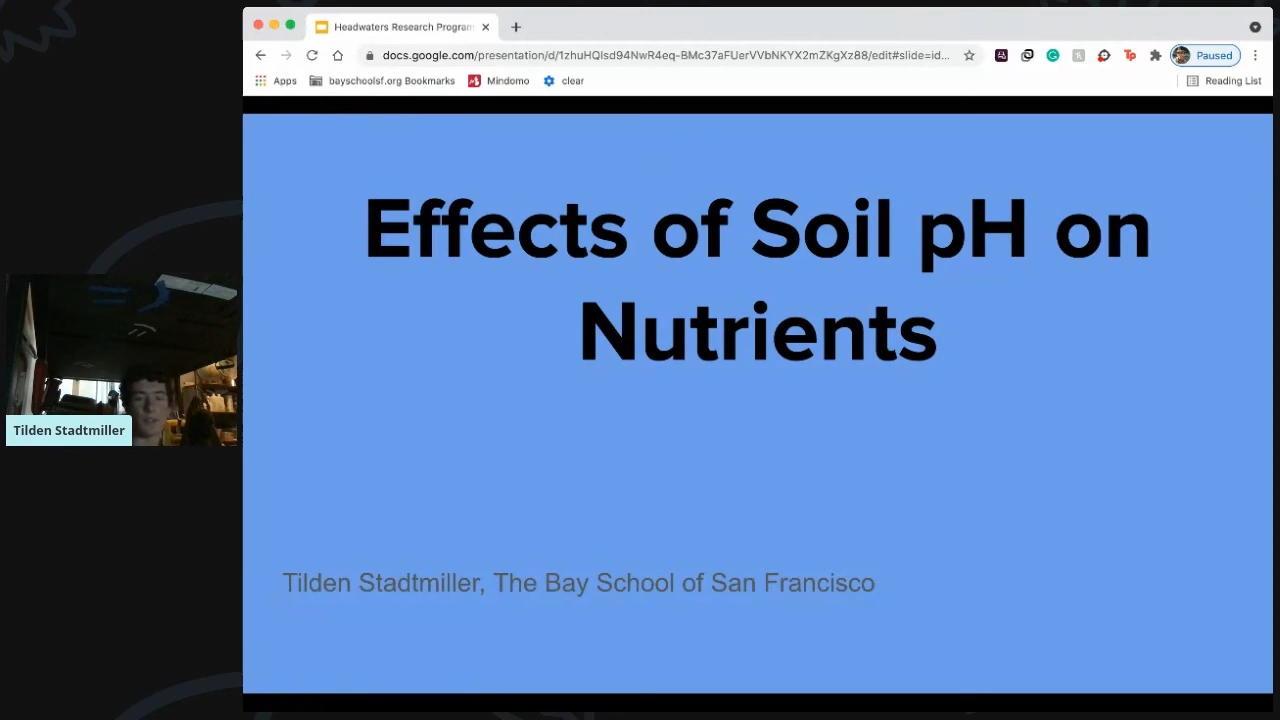 Headwaters Research Program
docs.google.com/presentation/d/1zhuHQlsd94NwR4eq-BMc37aFUerVVbNKYX2mZKgXz88/edit#slide=id...
Paused
Apps
bayschoolsf.org Bookmarks
Mindomo
clear
Reading List
Effects of Soil pH on
Nutrients
Tilden Stadtmiller
Tilden Stadtmiller, The Bay School of San Francisco